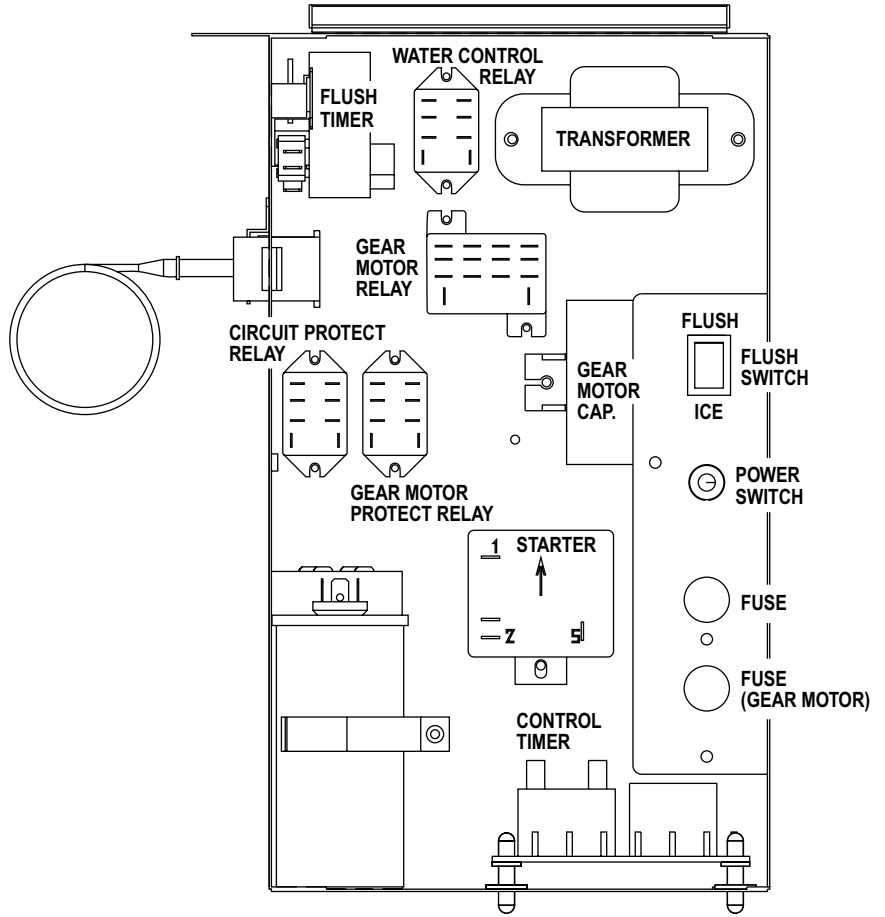 WATER CONTROL
RELAY
FLUSH
TIMER
TRANSFORMER
GEAR
MOTOR
RELAY
CIRCUIT PROTECT
RELAY
FLUSH
FLUSH
SWITCH
ICE
GEAR
MOTOR
CAP.
POWER
SWITCH
GEAR MOTOR
PROTECT RELAY
1 STARTER
2 5
FUSE
FUSE
(GEAR MOTOR)
CONTROL
TIMER